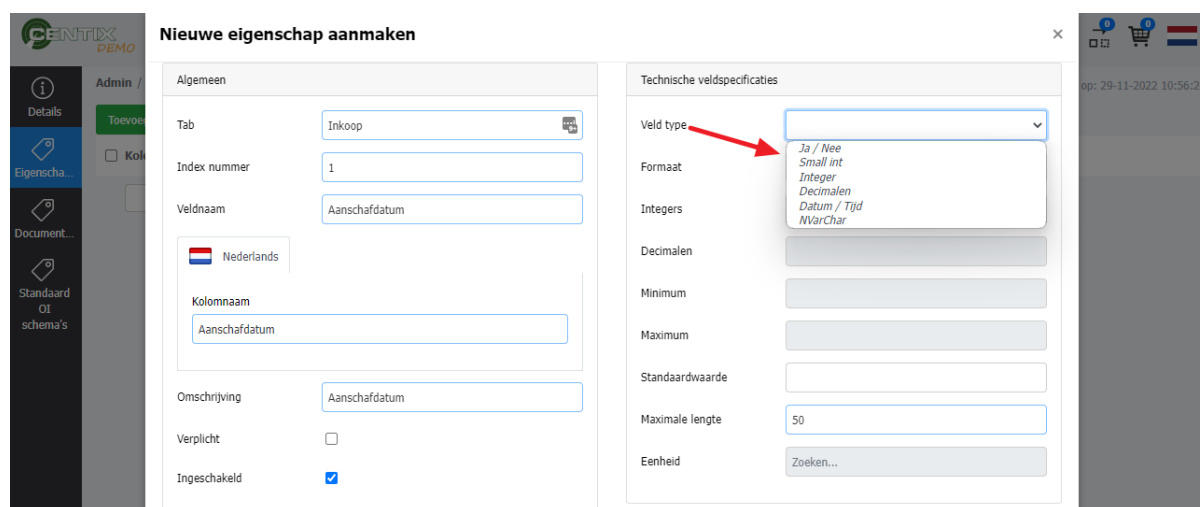 CENTIX
DEMO
Nieuwe eigenschap aanmaken
×
0
0
Details
Eigenscha...
Document...
Standaard
OI
schema's
Admin /
op: 29-11-2022 10:56:2
Toevoe
Kol
Algemeen
Tab
Inkoop
Index nummer
1
Veldnaam
Aanschafdatum
Nederlands
Kolomnaam
Aanschafdatum
Omschrijving
Aanschafdatum
Verplicht
Ingeschakeld
Technische veldspecificaties
Veld type
Ja / Nee
Small int
Integer
Decimalen
Datum / Tijd
NVarChar
Formaat
Integers
Decimalen
Minimum
Maximum
Standaardwaarde
Maximale lengte
50
Eenheid
Zoeken...